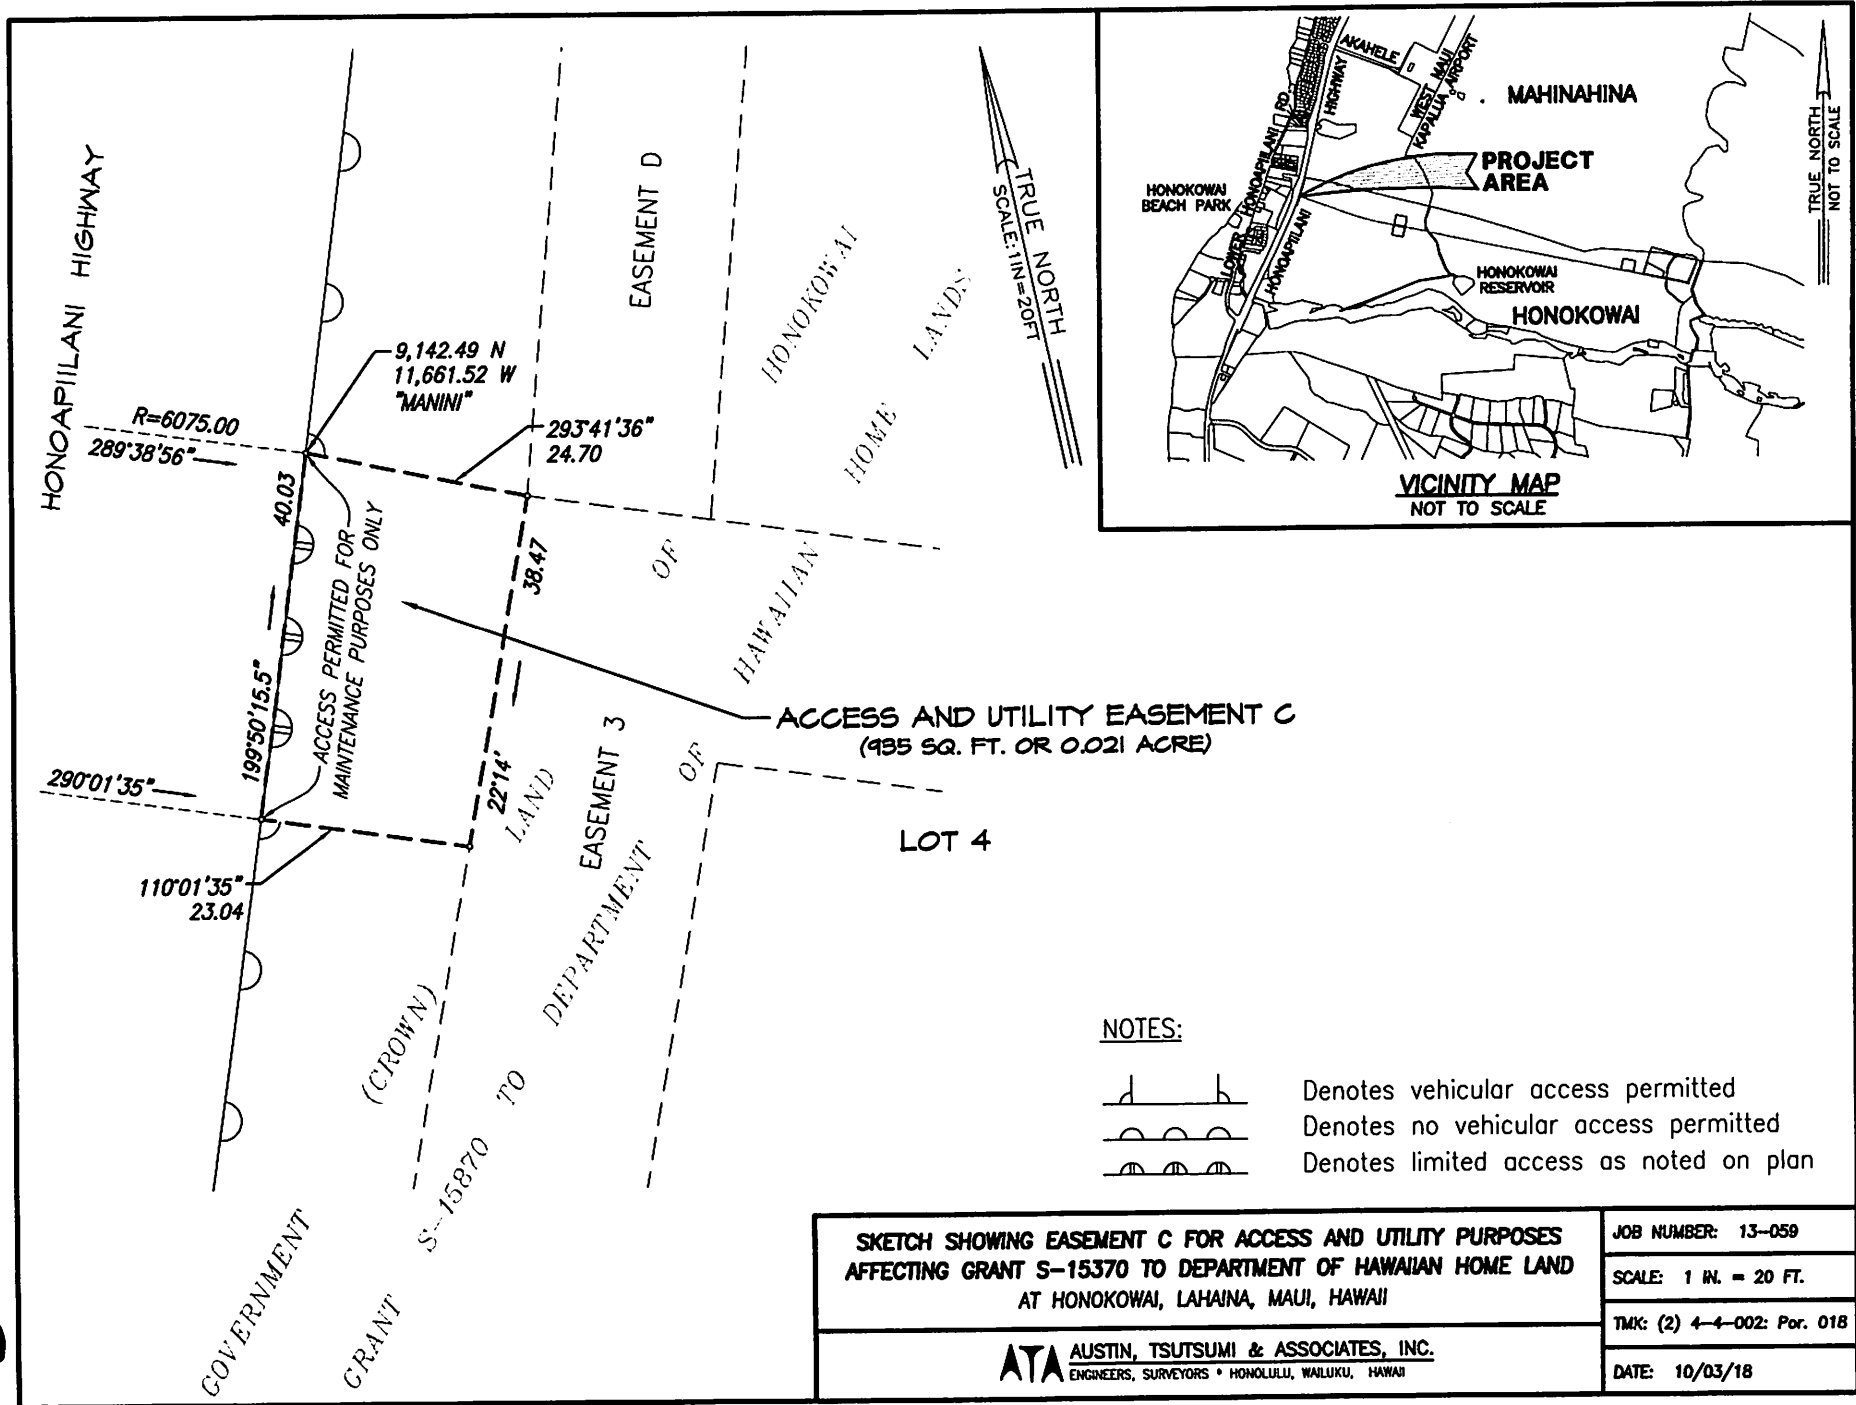 HONOAPIILANI HIGHWAY
R=6075.00
289°38'56"
9,142.49 N
11,661.52 W
"MANINI"
293°41'36"
24.70
40.03
199°50'15.5"
ACCESS PERMITTED FOR
MAINTENANCE PURPOSES ONLY
38.47
22°14'
290°01'35"
110°01'35"
23.04
EASEMENT D
EASEMENT 3
HONOKOWAI
LANDS
HOME
HAWAIIAN
OF
DEPARTMENT
TO
S-15370
GRANT
OF
LAND
(CROWN)
GOVERNMENT
TRUE NORTH
SCALE: 1IN=20FT
ACCESS AND UTILITY EASEMENT C
(935 SQ. FT. OR 0.021 ACRE)
LOT 4
AKAHELE
HIGHWAY
WEST MAUI
KAPALUA AIRPORT
MAHINAHINA
PROJECT
AREA
HONOKOWAI
BEACH PARK
LOWER HONOAPIILANI RD
HONOAPIILANI
HONOKOWAI
RESERVOIR
HONOKOWAI
TRUE NORTH
NOT TO SCALE
VICINITY MAP
NOT TO SCALE
NOTES:
Denotes vehicular access permitted
Denotes no vehicular access permitted
Denotes limited access as noted on plan
SKETCH SHOWING EASEMENT C FOR ACCESS AND UTILITY PURPOSES
AFFECTING GRANT S-15370 TO DEPARTMENT OF HAWAIIAN HOME LAND
AT HONOKOWAI, LAHAINA, MAUI, HAWAII
ATA AUSTIN, TSUTSUMI & ASSOCIATES, INC.
ENGINEERS, SURVEYORS • HONOLULU, WAILUKU, HAWAII
JOB NUMBER: 13-059
SCALE: 1 IN. = 20 FT.
TMK: (2) 4-4-002: Por. 018
DATE: 10/03/18